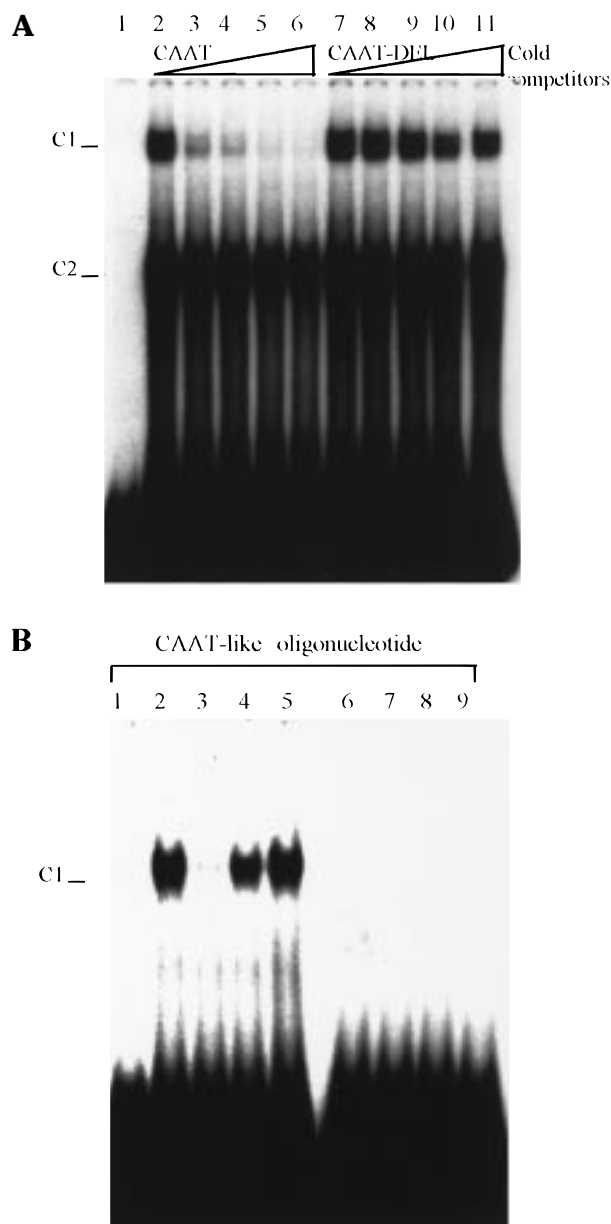 A
1 2 3 4 5 6 7 8 9 10 11
CAAT CAAT-DEL Cold
competitors
C1
C2
B
CAAT-like oligonucleotide
1 2 3 4 5 6 7 8 9
C1